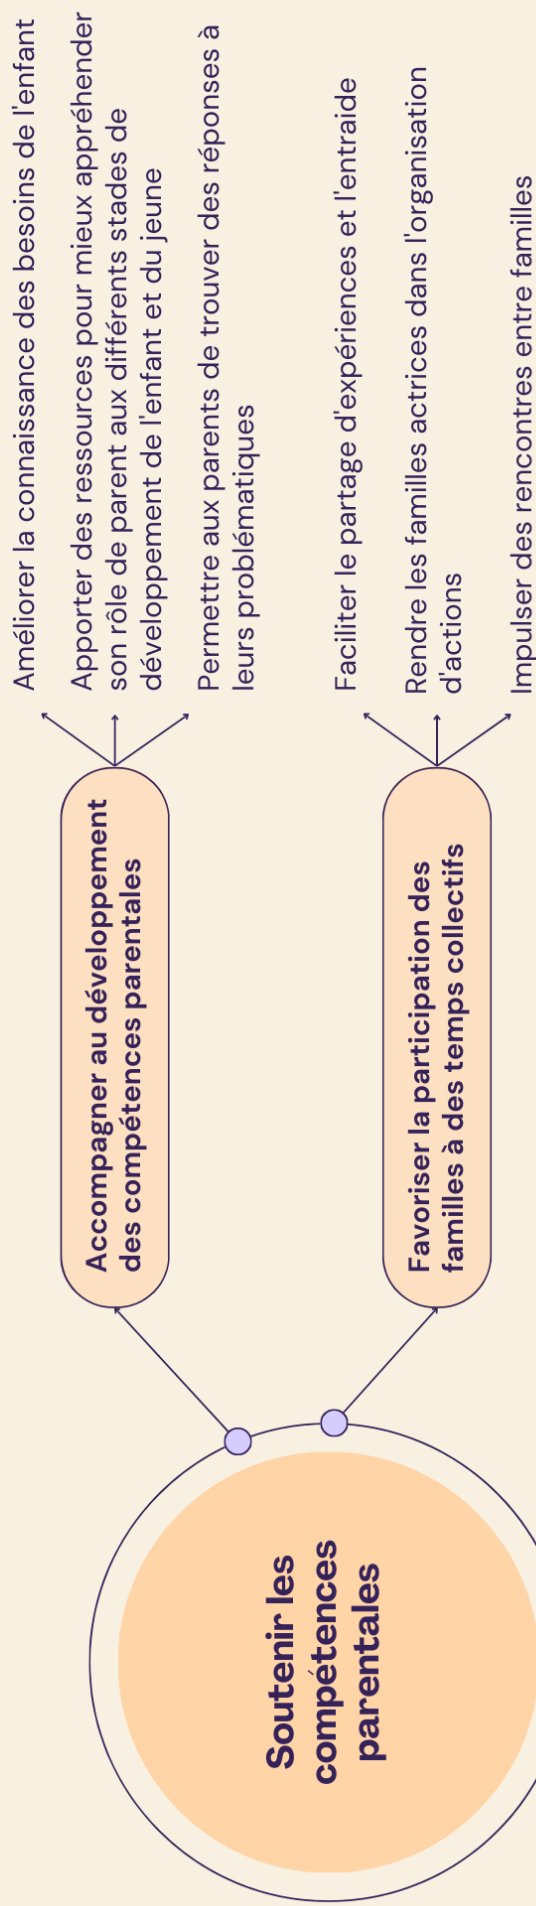 Soutenir les
compétences
parentales
Accompagner au développement
des compétences parentales
Améliorer la connaissance des besoins de l'enfant
Apporter des ressources pour mieux appréhender
son rôle de parent aux différents stades de
développement de l'enfant et du jeune
Permettre aux parents de trouver des réponses à
leurs problématiques
Favoriser la participation des
familles à des temps collectifs
Faciliter le partage d'expériences et l'entraide
Rendre les familles actrices dans l'organisation
d'actions
Impulser des rencontres entre familles